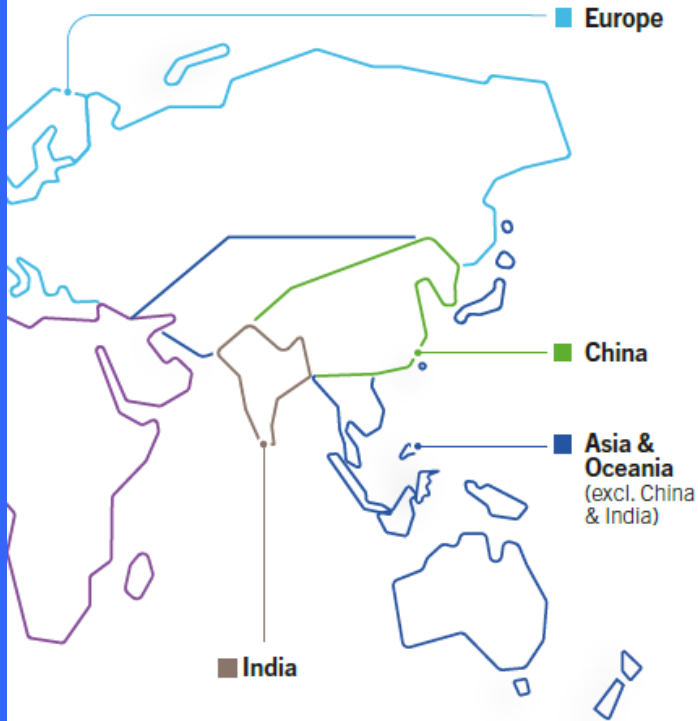 Europe
China
Asia &
Oceania
(excl. China
& India)
India